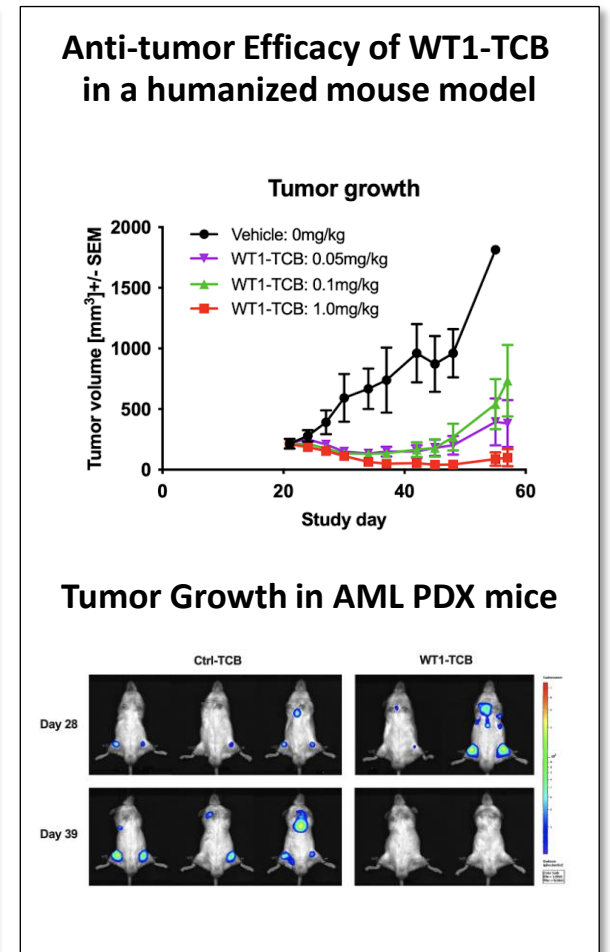 Anti-tumor Efficacy of WT1-TCB
in a humanized mouse model
Tumor growth
Tumor volume [mm³]+/- SEM
2000
1500
1000
500
0
Vehicle: 0mg/kg
WT1-TCB: 0.05mg/kg
WT1-TCB: 0.1mg/kg
WT1-TCB: 1.0mg/kg
0
20
40
60
Study day
Tumor Growth in AML PDX mice
Ctrl-TCB
WT1-TCB
Day 28
Day 39